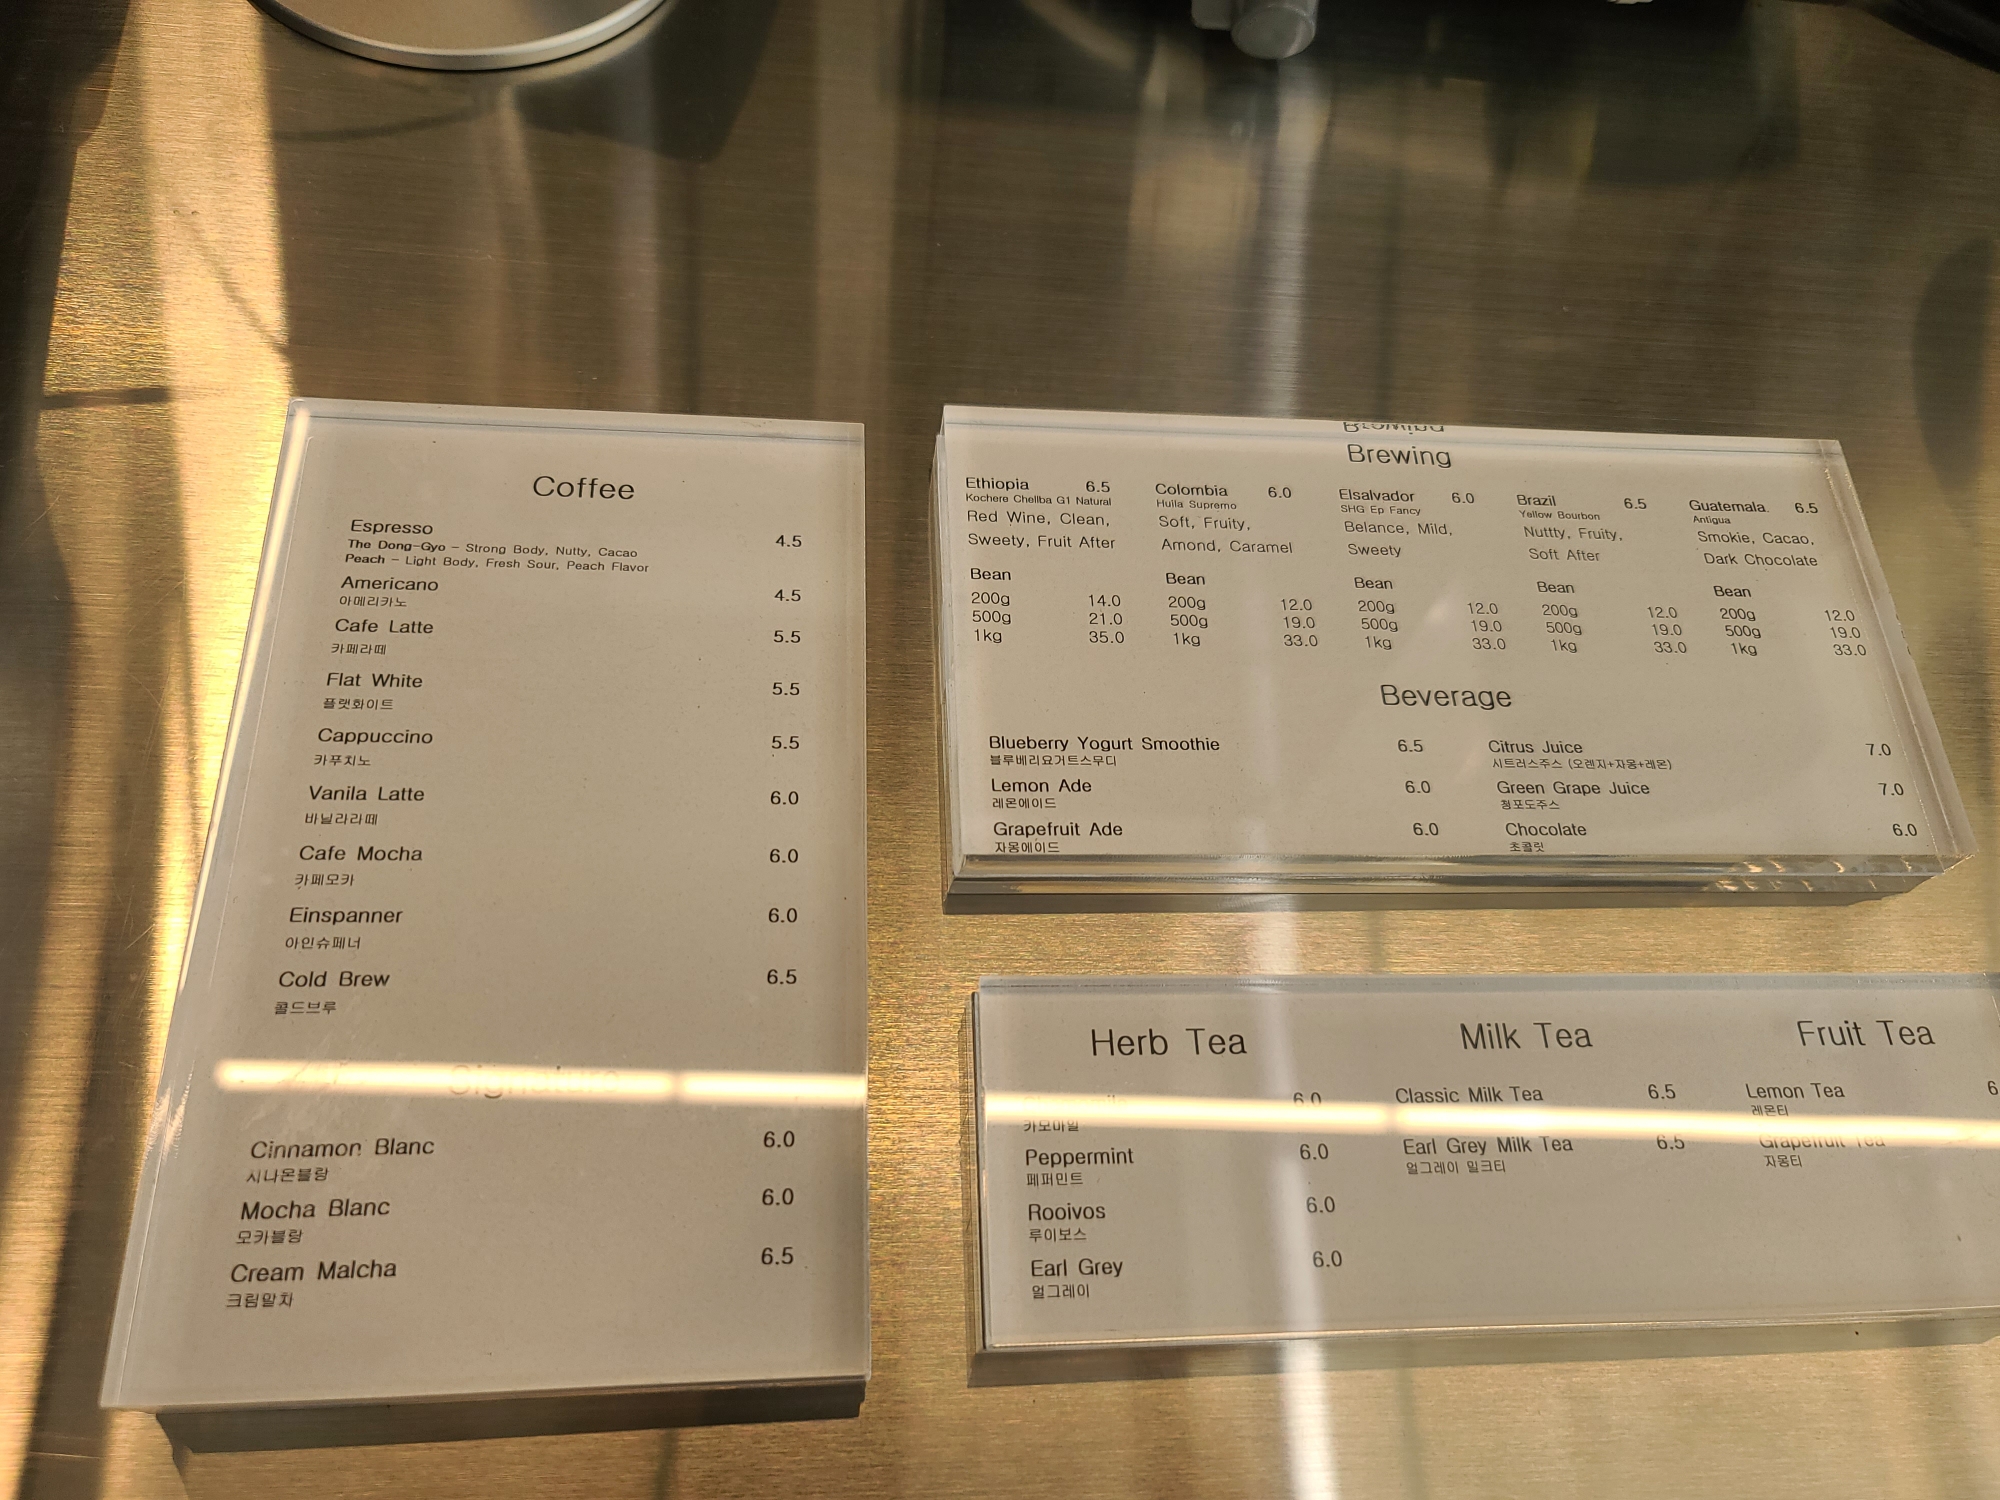 Coffee
Espresso 4.5
The Dong-Gyo – Strong Body, Nutty, Cacao
Peach – Light Body, Fresh Sour, Peach Flavor
Americano 4.5
아메리카노
Cafe Latte 5.5
카페라떼
Flat White 5.5
플랫화이트
Cappuccino 5.5
카푸치노
Vanila Latte 6.0
바닐라라떼
Cafe Mocha 6.0
카페모카
Einspanner 6.0
아인슈페너
Cold Brew 6.5
콜드브루
Signature
Cinnamon Blanc 6.0
시나몬블랑
Mocha Blanc 6.0
모카블랑
Cream Malcha 6.5
크림말차
Brewing
Ethiopia 6.5
Kochere Chellba G1 Natural
Red Wine, Clean,
Sweety, Fruit After
Bean
200g 14.0
500g 21.0
1kg 35.0
Colombia 6.0
Huila Supremo
Soft, Fruity,
Amond, Caramel
Bean
200g 12.0
500g 19.0
1kg 33.0
Elsalvador 6.0
SHG Ep Fancy
Belance, Mild,
Sweety
Bean
200g 12.0
500g 19.0
1kg 33.0
Brazil 6.5
Yellow Bourbon
Nuttty, Fruity,
Soft After
Bean
200g 12.0
500g 19.0
1kg 33.0
Guatemala. 6.5
Antigua
Smokie, Cacao,
Dark Chocolate
Bean
200g 12.0
500g 19.0
1kg 33.0
Beverage
Blueberry Yogurt Smoothie 6.5
블루베리요거트스무디
Lemon Ade 6.0
레몬에이드
Grapefruit Ade 6.0
자몽에이드
Citrus Juice 7.0
시트러스주스 (오렌지+자몽+레몬)
Green Grape Juice 7.0
청포도주스
Chocolate 6.0
초콜릿
Herb Tea
6.0
카모마일
Peppermint 6.0
페퍼민트
Rooivos 6.0
루이보스
Earl Grey 6.0
얼그레이
Milk Tea
Classic Milk Tea 6.5
Earl Grey Milk Tea 6.5
얼그레이 밀크티
Fruit Tea
Lemon Tea 6
레몬티
Grapefruit Tea
자몽티